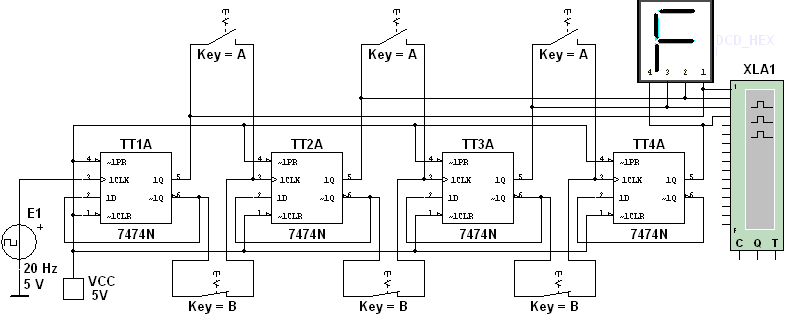 Key = A
Key = A
Key = A
DCD_HEX
4 3 2 1
XLA1
1
F
C Q T
TT1A
4 ~1PR
3 1CLK 1Q 5
2 1D ~1Q 6
1 ~1CLR
7474N
TT2A
4 ~1PR
3 1CLK 1Q 5
2 1D ~1Q 6
1 ~1CLR
7474N
TT3A
4 ~1PR
3 1CLK 1Q 5
2 1D ~1Q 6
1 ~1CLR
7474N
TT4A
4 ~1PR
3 1CLK 1Q 5
2 1D ~1Q 6
1 ~1CLR
7474N
E1
+
20 Hz
5 V
VCC
5V
Key = B
Key = B
Key = B